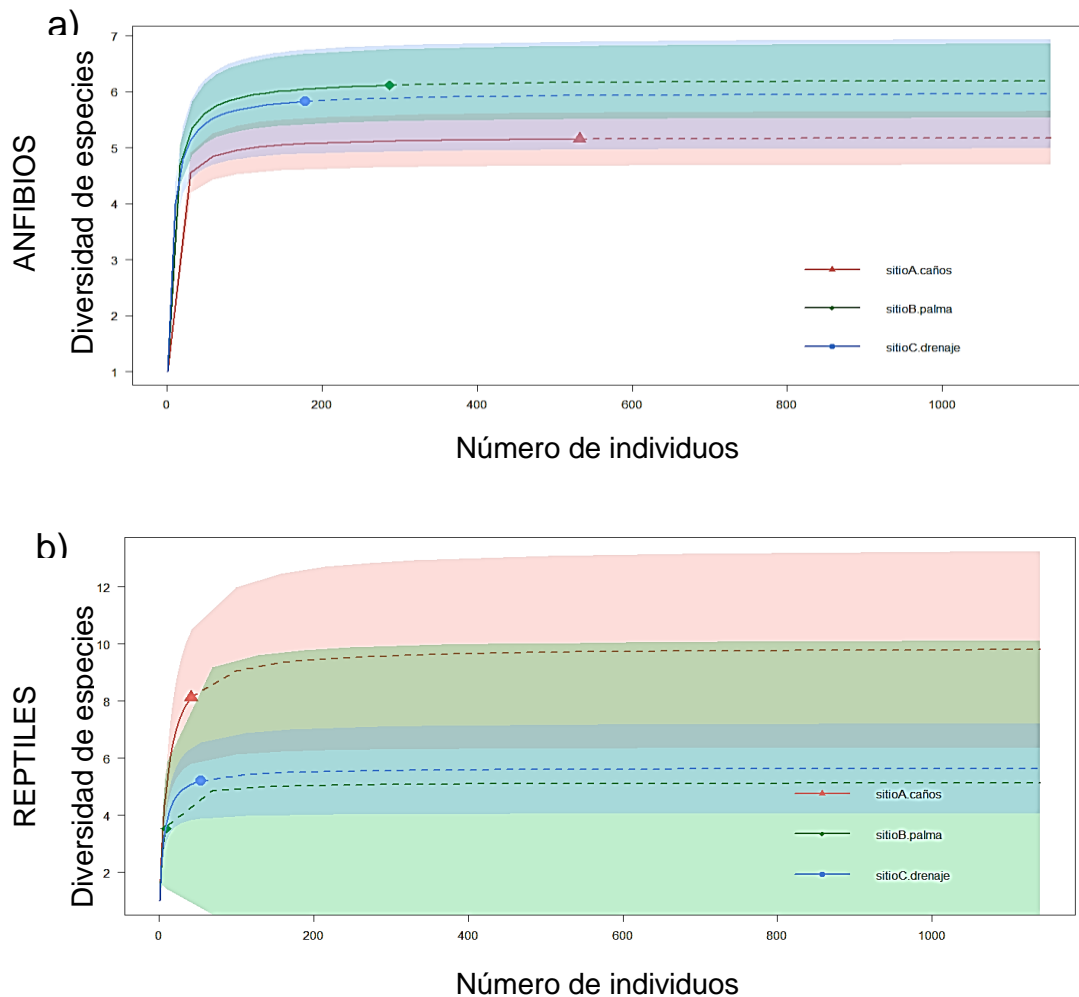 a)
ANFIBIOS
Diversidad de especies
7
6
5
4
3
2
1
sitioA.caños
sitioB.palma
sitioC.drenaje
0 200 400 600 800 1000
Número de individuos
b)
REPTILES
Diversidad de especies
12
10
8
6
4
2
sitioA.caños
sitioB.palma
sitioC.drenaje
0 200 400 600 800 1000
Número de individuos